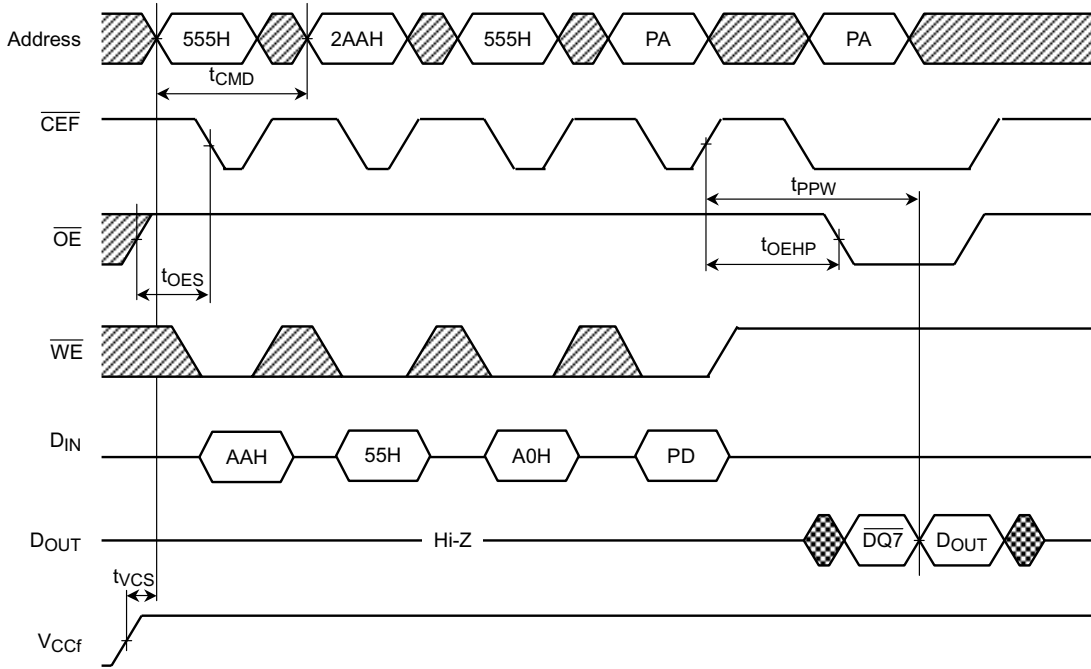 Address 555H 2AAH 555H PA PA
tCMD
CEF
tPPW
OE
tOEHP
tOES
WE
DIN AAH 55H A0H PD
DOUT Hi-Z DQ7 DOUT
tVCS
VCCf